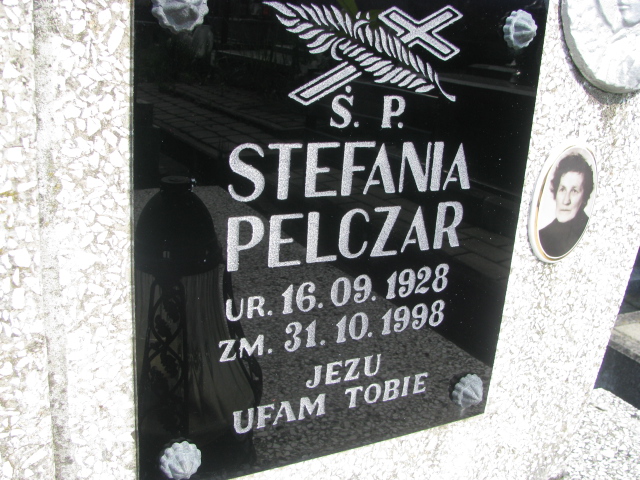 Ś. P.
STEFANIA
PELCZAR
UR. 16. 09. 1928
ZM. 31. 10. 1998
JEZU
UFAM TOBIE